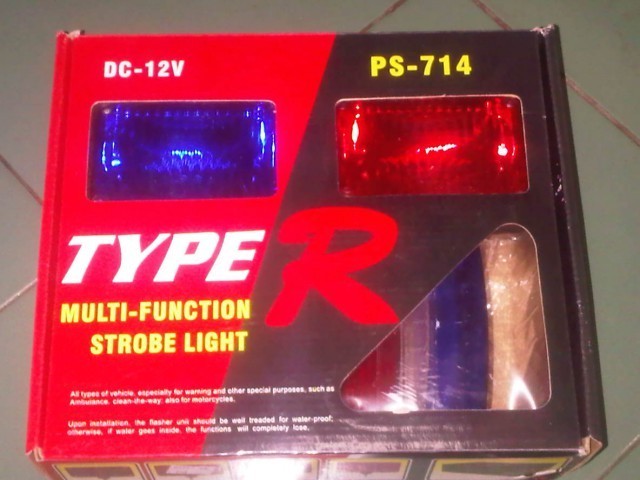 DC-12V
PS-714
TYPE R
MULTI-FUNCTION
STROBE LIGHT
All types of vehicle, especially for warning and other special purposes, such as
Ambulance, clean-the-way; also for motorcycles.
Upon installation, the flasher unit should be well treaded for water-proof;
otherwise, if water goes inside, the functions will completely lose.